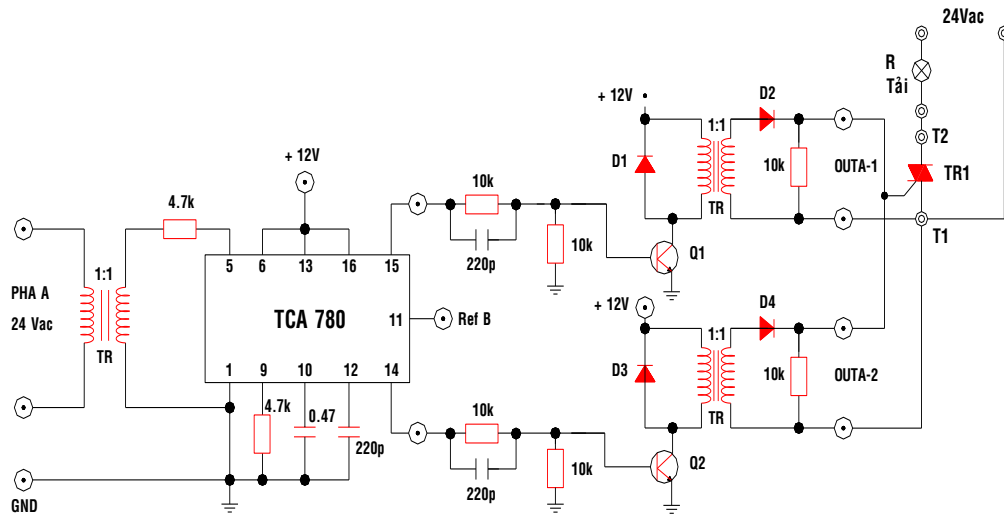 24Vac
R
Tải
T2
TR1
T1
+ 12V
D2
1:1
D1
10k
OUTA-1
TR
Q1
+ 12V
4.7k
10k
220p
10k
5
6
13
16
15
PHA A
24 Vac
1:1
TR
TCA 780
11
Ref B
1
9
10
12
14
4.7k
0.47
220p
GND
+ 12V
D4
1:1
D3
10k
OUTA-2
TR
Q2
10k
220p
10k